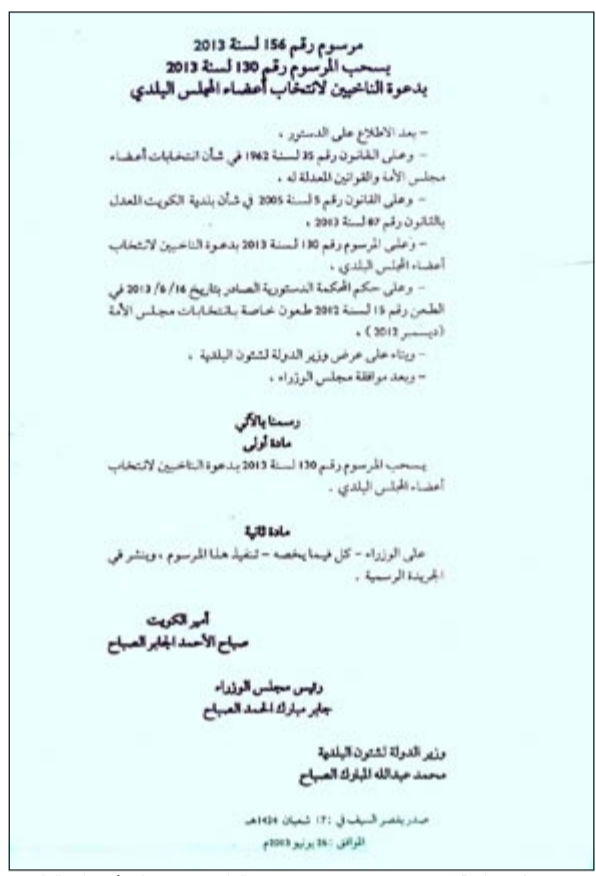 مرسوم رقم 156 لسنة 2013
بسحب المرسوم رقم 130 لسنة 2013
بدعوة الناخبين لانتخاب أعضاء المجلس البلدي
– بعد الاطلاع على الدستور ،
– وعلى القانون رقم 35 لسنة 1962 في شأن انتخابات أعضاء
مجلس الأمة والقوانين المعدلة له ،
– وعلى القانون رقم 5 لسنة 2005 في شأن بلدية الكويت المعدل
بالقانون رقم 87 لسنة 2013 ،
– وعلى المرسوم رقم 130 لسنة 2013 بدعوة الناخبين لانتخاب
أعضاء المجلس البلدي ،
– وعلى حكم المحكمة الدستورية الصادر بتاريخ 16/ 6/ 2013 في
الطعن رقم 15 لسنة 2012 طعون خاصة بانتخابات مجلس الأمة
(ديسمبر 2012) ،
– وبناء على عرض وزير الدولة لشئون البلدية ،
– وبعد موافقة مجلس الوزراء ،
رسمنا بالآتي
مادة أولى
يسحب المرسوم رقم 130 لسنة 2013 بدعوة الناخبين لانتخاب
أعضاء المجلس البلدي .
مادة ثانية
على الوزراء – كل فيما يخصه – تنفيذ هذا المرسوم ، وينشر في
الجريدة الرسمية .
أمير الكويت
صباح الأحمد الجابر الصباح
رئيس مجلس الوزراء
جابر مبارك الحمد الصباح
وزير الدولة لشئون البلدية
محمد عبدالله المبارك الصباح
صدر بقصر السيف في : 17 شعبان 1434هـ
الموافق : 26 يونيو 2013م